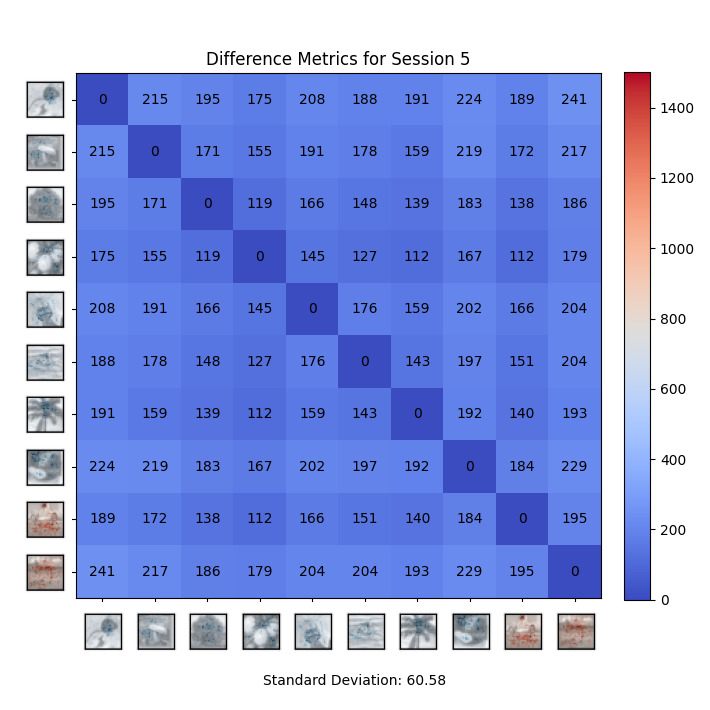 Difference Metrics for Session 5
0 215 195 175 208 188 191 224 189 241
215 0 171 155 191 178 159 219 172 217
195 171 0 119 166 148 139 183 138 186
175 155 119 0 145 127 112 167 112 179
208 191 166 145 0 176 159 202 166 204
188 178 148 127 176 0 143 197 151 204
191 159 139 112 159 143 0 192 140 193
224 219 183 167 202 197 192 0 184 229
189 172 138 112 166 151 140 184 0 195
241 217 186 179 204 204 193 229 195 0
1400
1200
1000
800
600
400
200
0
Standard Deviation: 60.58